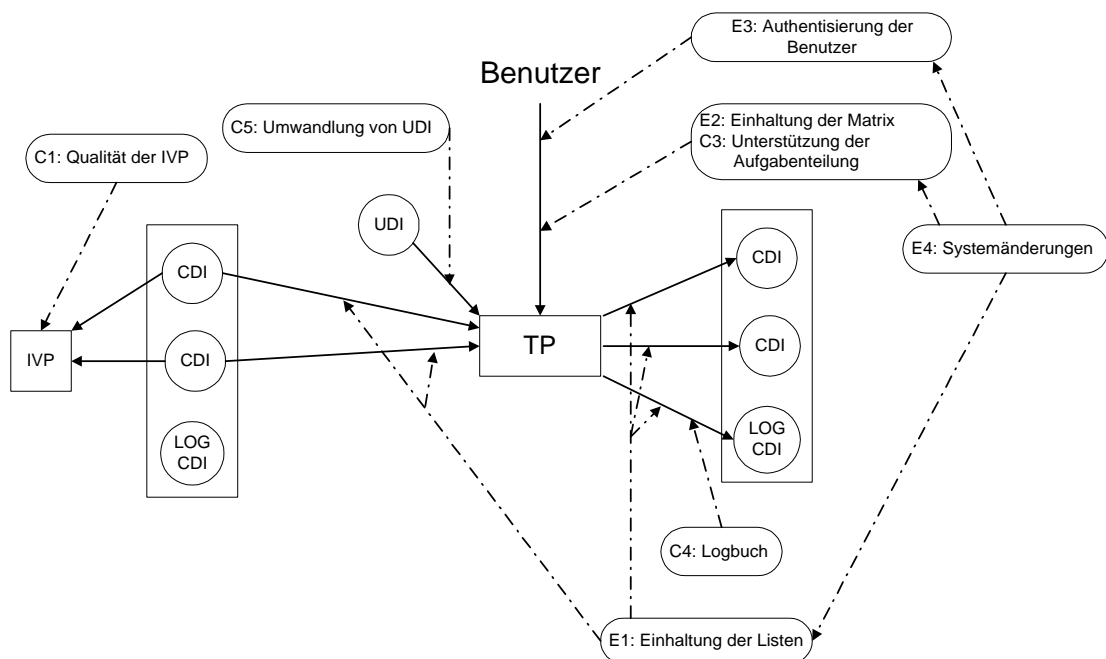 E3: Authentisierung der
Benutzer
Benutzer
C5: Umwandlung von UDI
E2: Einhaltung der Matrix
C3: Unterstützung der
Aufgabenteilung
C1: Qualität der IVP
UDI
CDI
CDI
E4: Systemänderungen
IVP
CDI
TP
CDI
LOG
CDI
LOG
CDI
C4: Logbuch
E1: Einhaltung der Listen